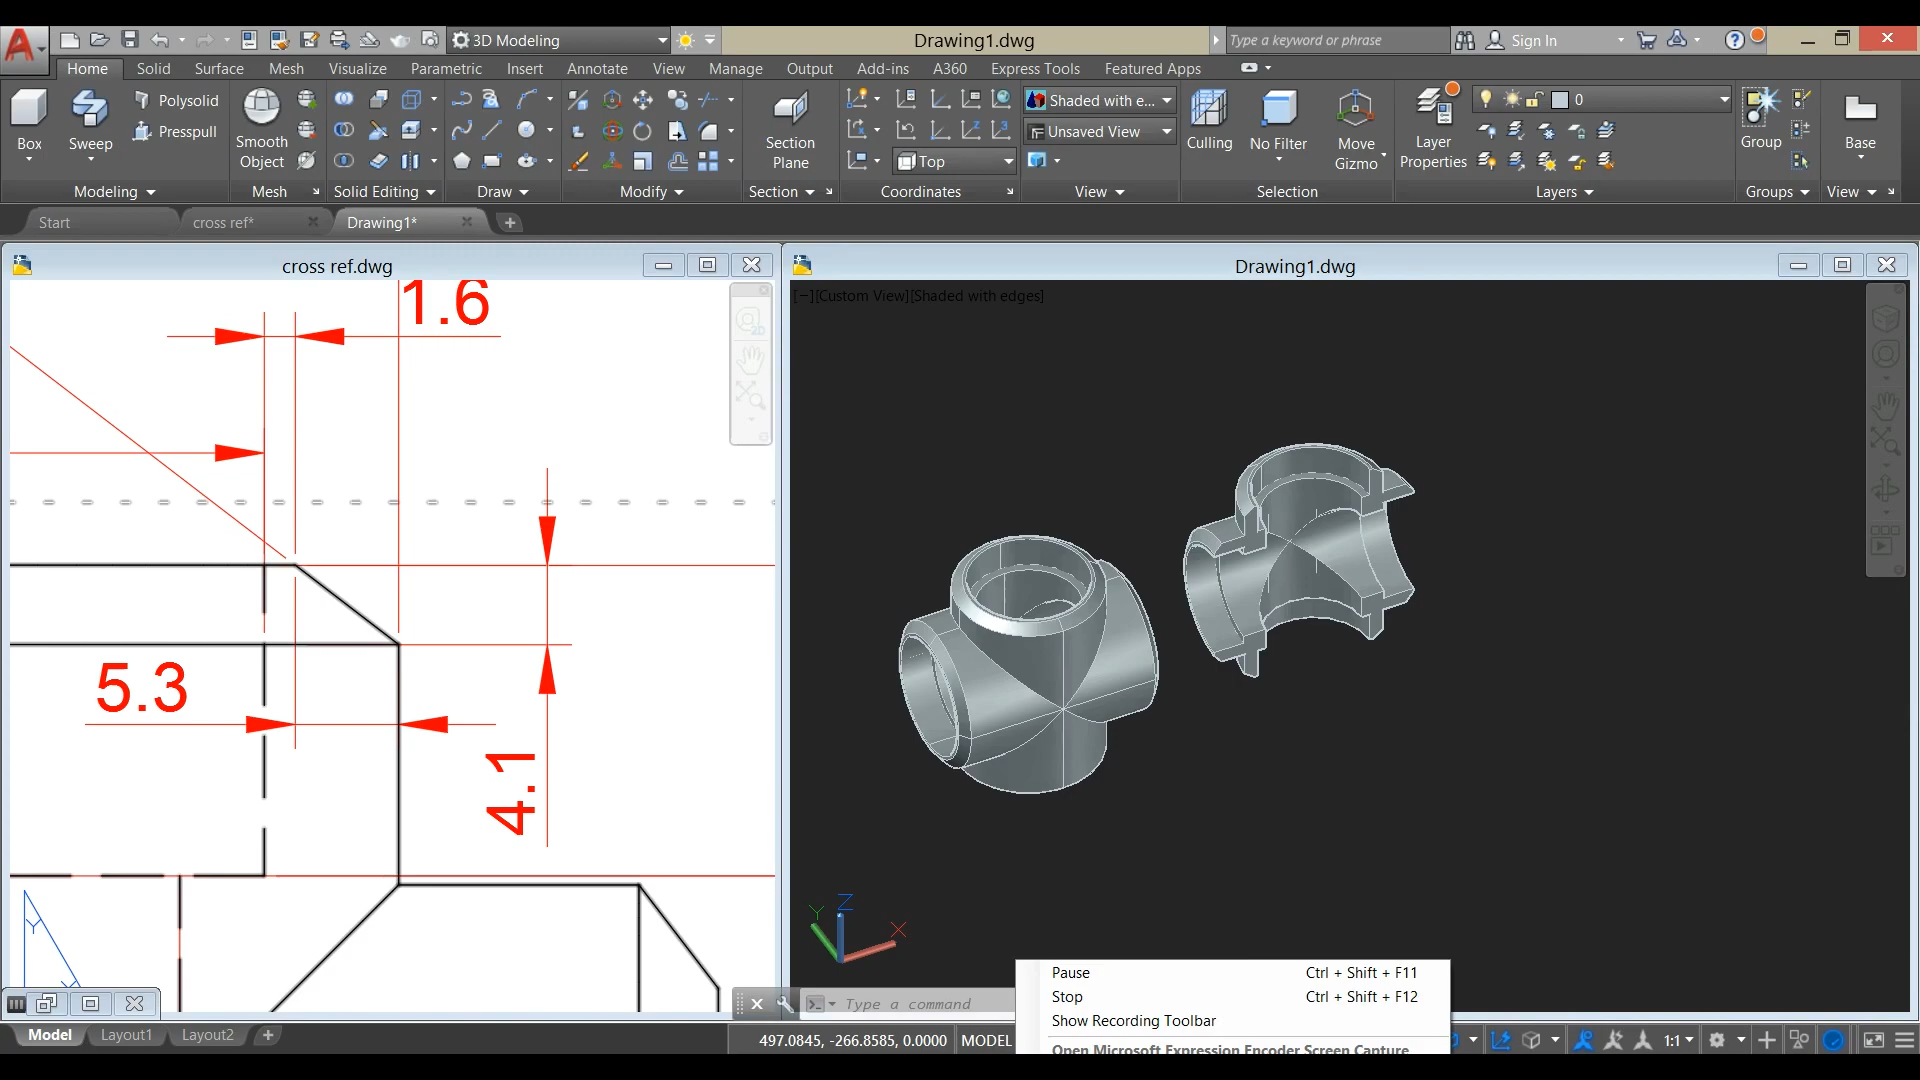 3D Modeling
Drawing1.dwg
Type a keyword or phrase
Sign In
Home
Solid
Surface
Mesh
Visualize
Parametric
Insert
Annotate
View
Manage
Output
Add-ins
A360
Express Tools
Featured Apps
Box
Sweep
Polysolid
Presspull
Smooth
Object
Section
Plane
Top
Shaded with e...
Unsaved View
Culling
No Filter
Move
Gizmo
Layer
Properties
0
Group
Base
Modeling
Mesh
Solid Editing
Draw
Modify
Section
Coordinates
View
Selection
Layers
Groups
View
Start
cross ref*
Drawing1*
cross ref.dwg
Drawing1.dwg
[−][Custom View][Shaded with edges]
1.6
2D
5.3
4.1
Y
Z
Y
X
Pause Ctrl + Shift + F11
Stop Ctrl + Shift + F12
Show Recording Toolbar
Open Microsoft Expression Encoder Screen Capture
Type a command
Model
Layout1
Layout2
497.0845, -266.8585, 0.0000
MODEL
1:1